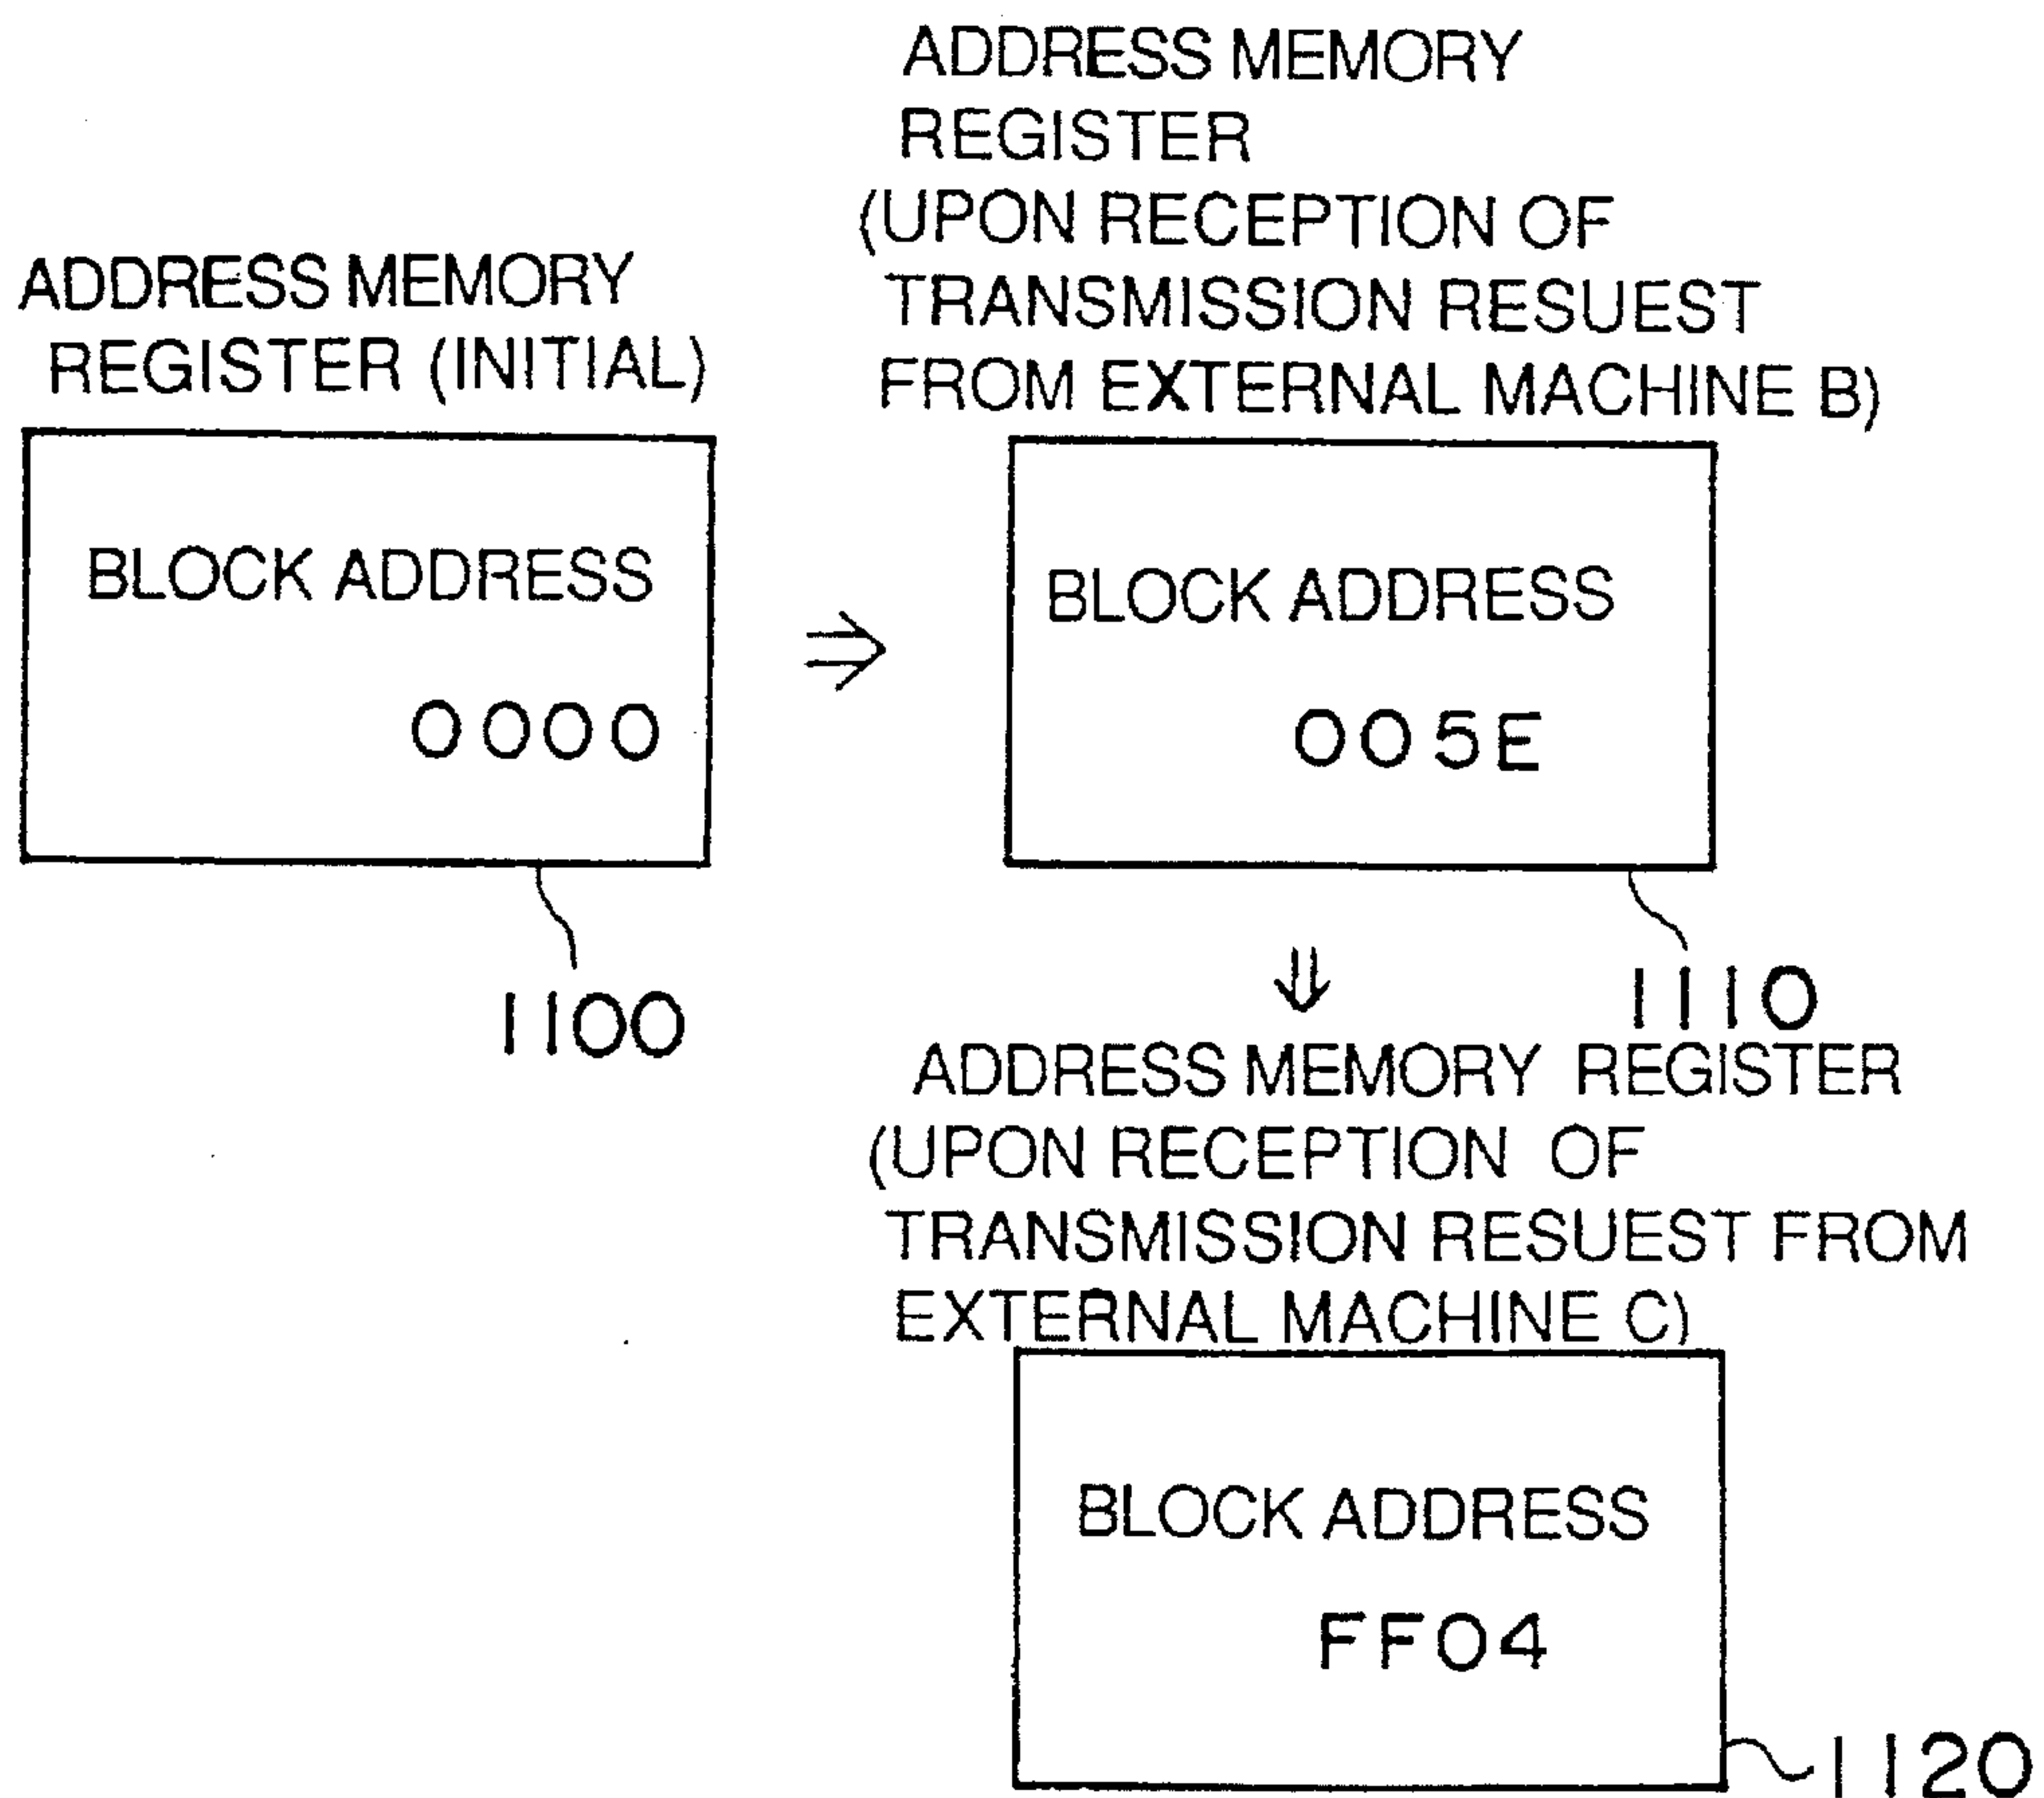 ADDRESS MEMORY
REGISTER (INITIAL)
BLOCK ADDRESS
0000
1100
ADDRESS MEMORY
REGISTER
(UPON RECEPTION OF
TRANSMISSION RESUEST
FROM EXTERNAL MACHINE B)
BLOCK ADDRESS
005E
1110
ADDRESS MEMORY REGISTER
(UPON RECEPTION OF
TRANSMISSION RESUEST FROM
EXTERNAL MACHINE C)
BLOCK ADDRESS
FF04
1120